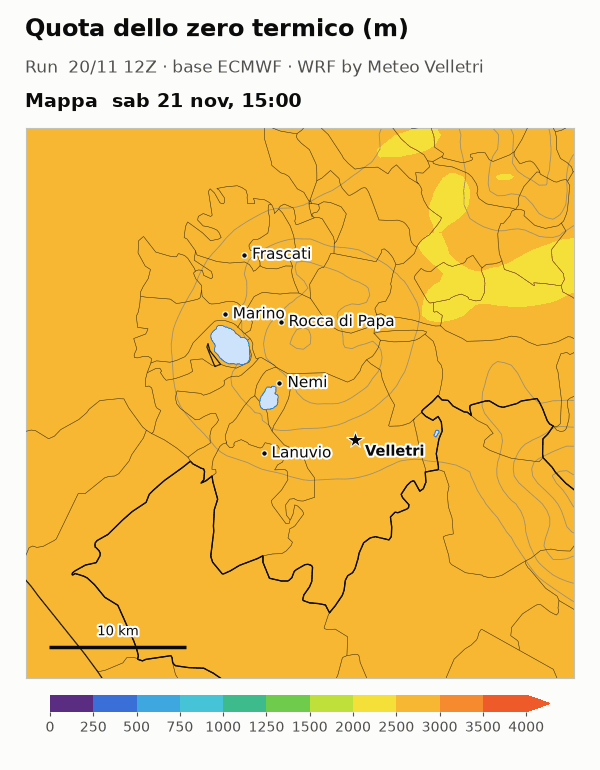 Quota dello zero termico (m)
Run  20/11 12Z · base ECMWF · WRF by Meteo Velletri
Mappa  sab 21 nov, 15:00
Frascati
Marino
Rocca di Papa
Nemi
Velletri
Lanuvio
10 km
0 250 500 750 1000 1250 1500 2000 2500 3000 3500 4000